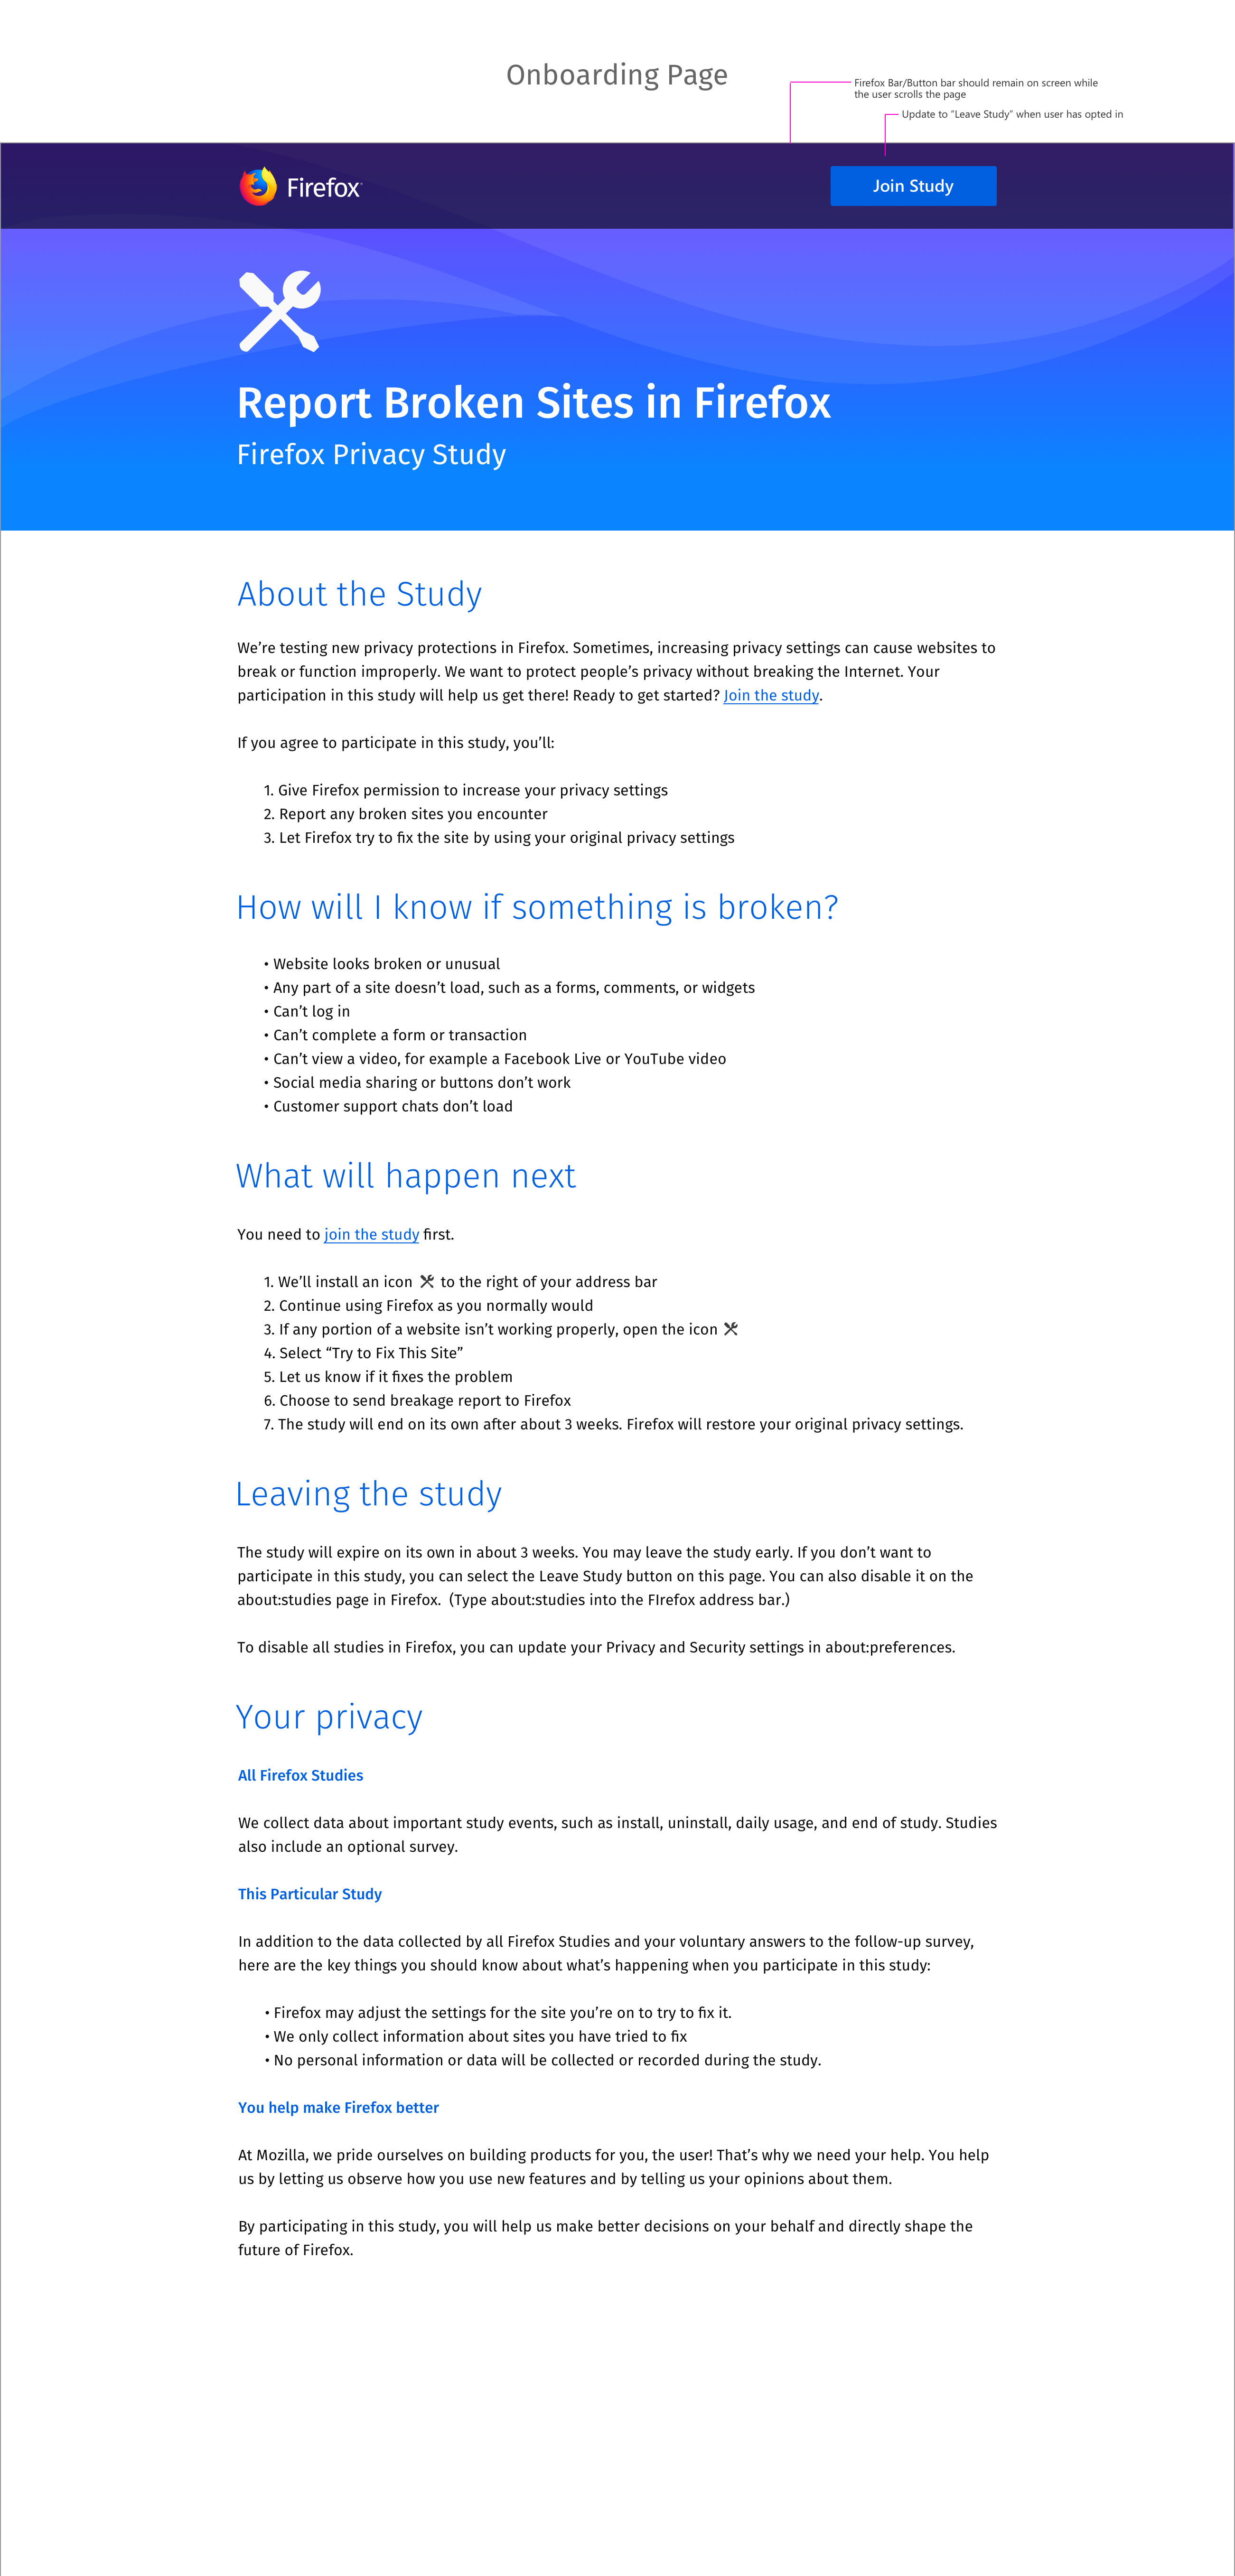 Onboarding Page
Firefox Bar/Button bar should remain on screen while
the user scrolls the page
Update to “Leave Study” when user has opted in
Firefox
Join Study
Report Broken Sites in Firefox
Firefox Privacy Study
About the Study
We’re testing new privacy protections in Firefox. Sometimes, increasing privacy settings can cause websites to
break or function improperly. We want to protect people’s privacy without breaking the Internet. Your
participation in this study will help us get there! Ready to get started? Join the study.
If you agree to participate in this study, you’ll:
1. Give Firefox permission to increase your privacy settings
2. Report any broken sites you encounter
3. Let Firefox try to fix the site by using your original privacy settings
How will I know if something is broken?
• Website looks broken or unusual
• Any part of a site doesn’t load, such as a forms, comments, or widgets
• Can’t log in
• Can’t complete a form or transaction
• Can’t view a video, for example a Facebook Live or YouTube video
• Social media sharing or buttons don’t work
• Customer support chats don’t load
What will happen next
You need to join the study first.
1. We’ll install an icon to the right of your address bar
2. Continue using Firefox as you normally would
3. If any portion of a website isn’t working properly, open the icon
4. Select “Try to Fix This Site”
5. Let us know if it fixes the problem
6. Choose to send breakage report to Firefox
7. The study will end on its own after about 3 weeks. Firefox will restore your original privacy settings.
Leaving the study
The study will expire on its own in about 3 weeks. You may leave the study early. If you don’t want to
participate in this study, you can select the Leave Study button on this page. You can also disable it on the
about:studies page in Firefox.  (Type about:studies into the FIrefox address bar.)
To disable all studies in Firefox, you can update your Privacy and Security settings in about:preferences.
Your privacy
All Firefox Studies
We collect data about important study events, such as install, uninstall, daily usage, and end of study. Studies
also include an optional survey.
This Particular Study
In addition to the data collected by all Firefox Studies and your voluntary answers to the follow-up survey,
here are the key things you should know about what’s happening when you participate in this study:
• Firefox may adjust the settings for the site you’re on to try to fix it.
• We only collect information about sites you have tried to fix
• No personal information or data will be collected or recorded during the study.
You help make Firefox better
At Mozilla, we pride ourselves on building products for you, the user! That’s why we need your help. You help
us by letting us observe how you use new features and by telling us your opinions about them.
By participating in this study, you will help us make better decisions on your behalf and directly shape the
future of Firefox.